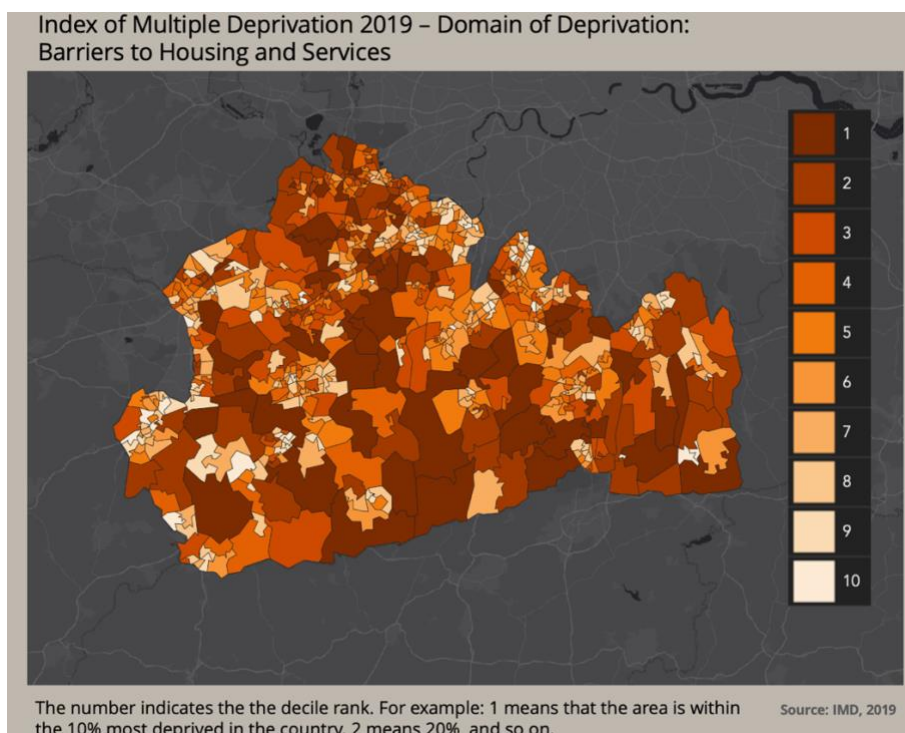 Index of Multiple Deprivation 2019 – Domain of Deprivation:
Barriers to Housing and Services
1
2
3
4
5
6
7
8
9
10
The number indicates the the decile rank. For example: 1 means that the area is within
Source: IMD, 2019
the 10% most deprived in the country, 2 means 20%, and so on